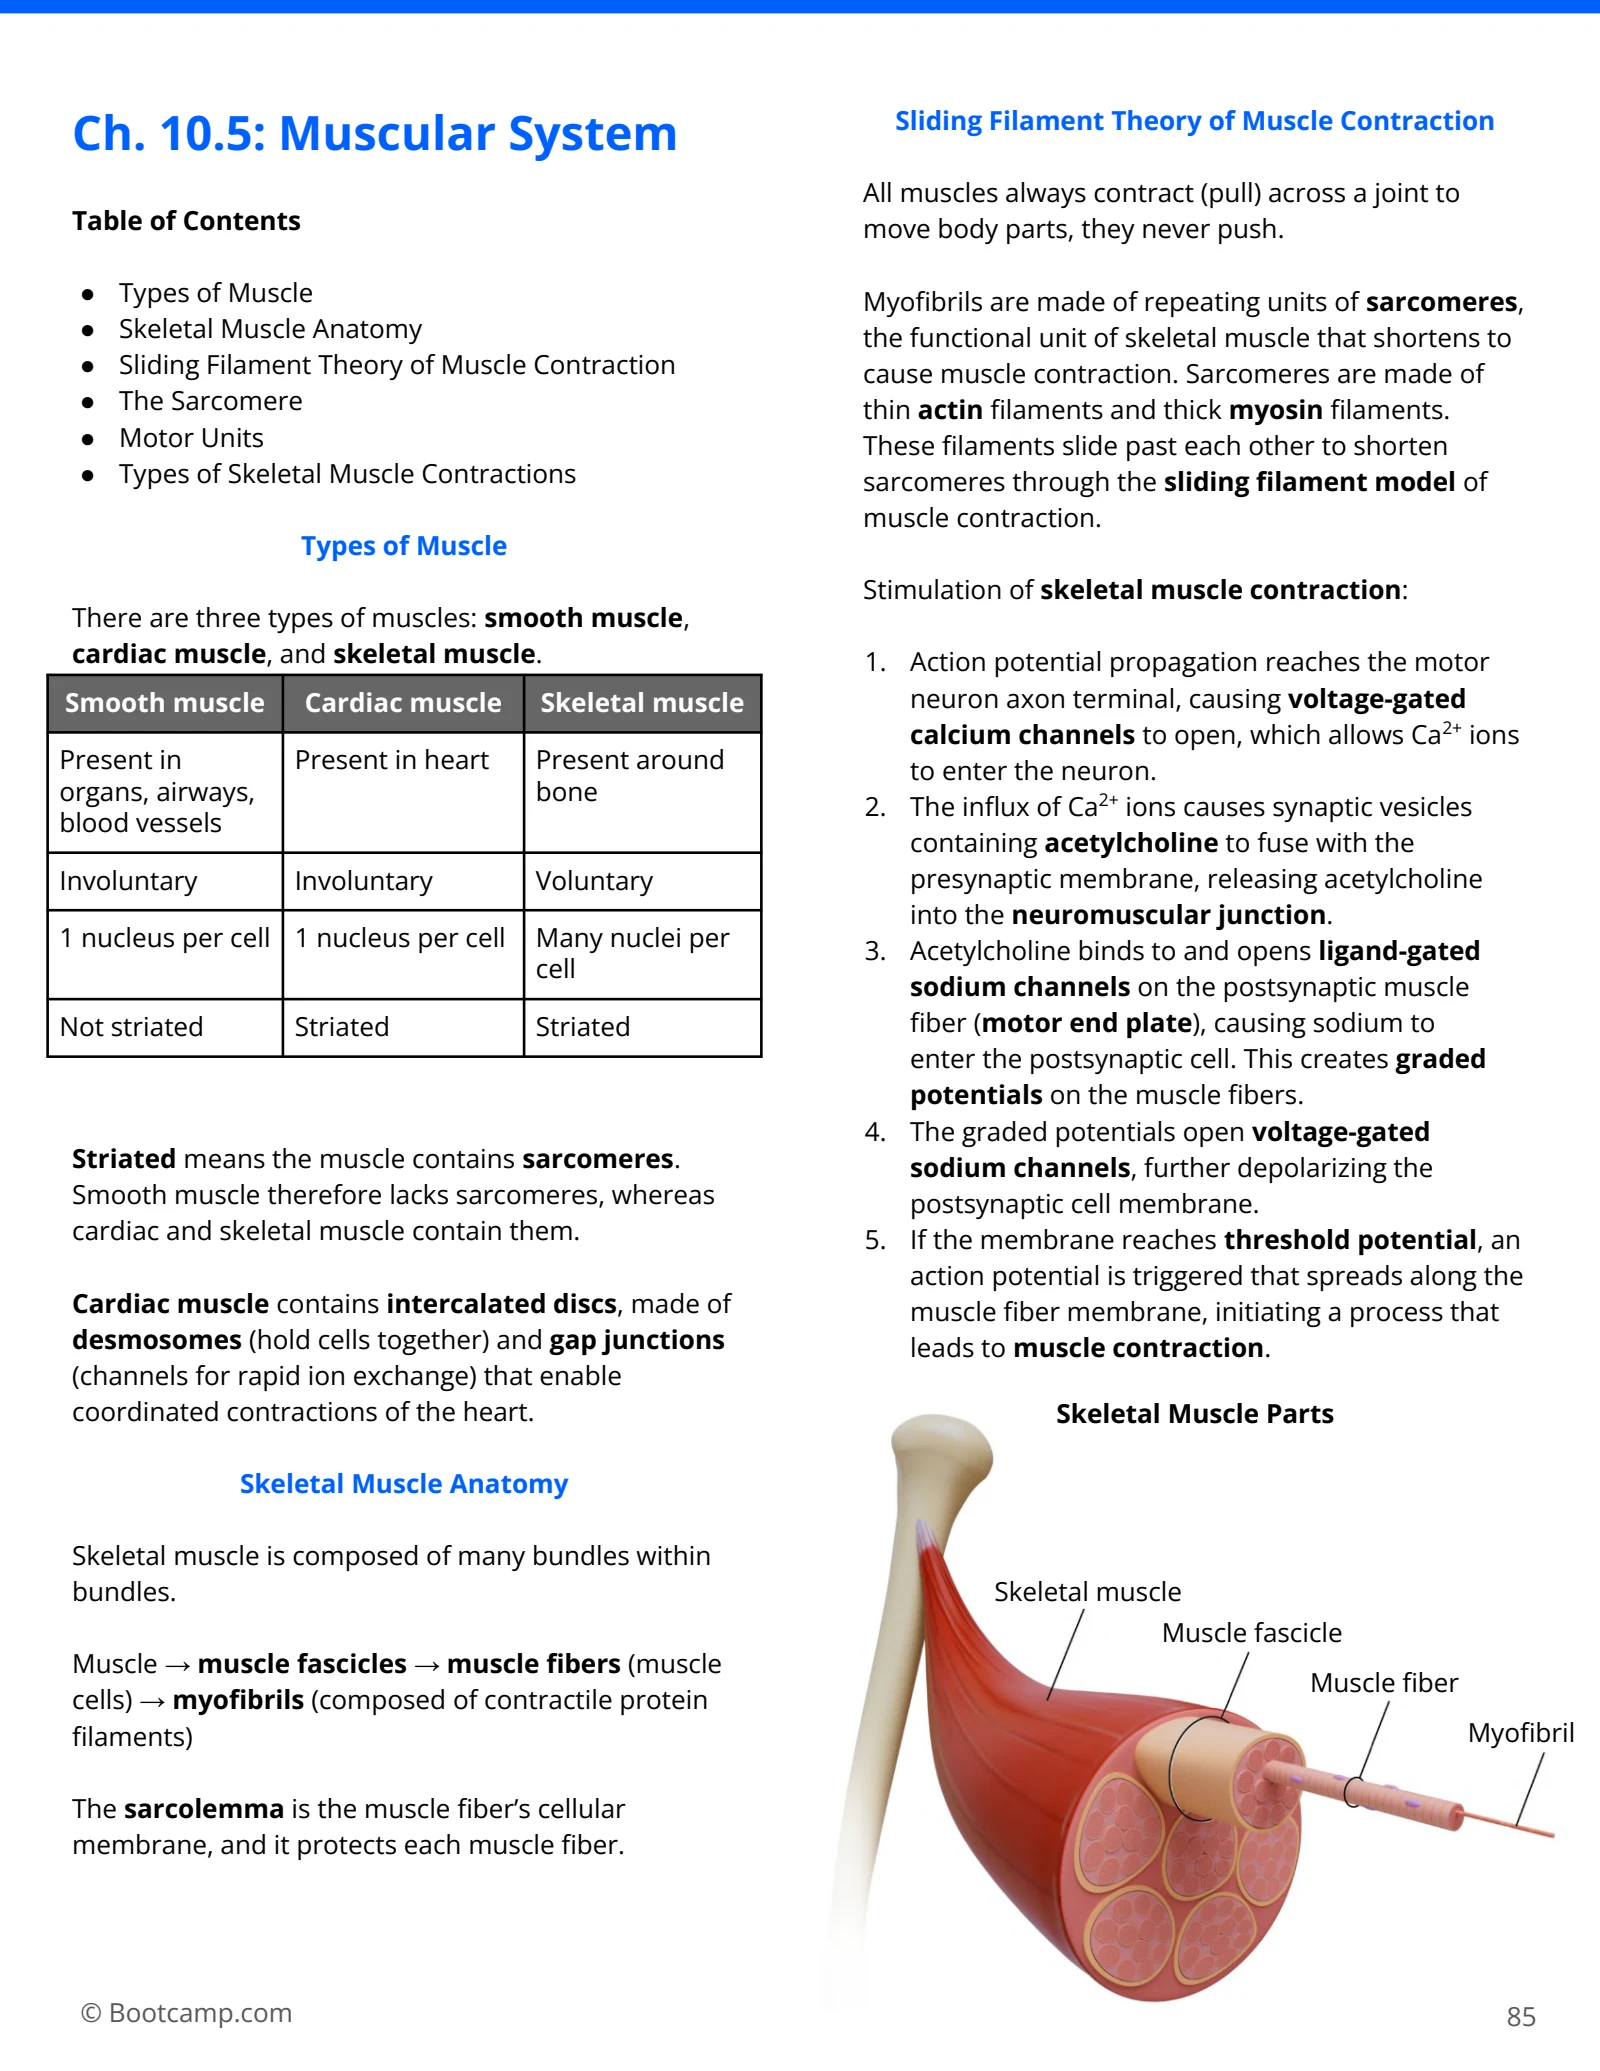 Ch. 10.5: Muscular System
Table of Contents
● Types of Muscle
● Skeletal Muscle Anatomy
● Sliding Filament Theory of Muscle Contraction
● The Sarcomere
● Motor Units
● Types of Skeletal Muscle Contractions
Types of Muscle
There are three types of muscles: smooth muscle,
cardiac muscle, and skeletal muscle.
Smooth muscle Cardiac muscle Skeletal muscle
Present in organs, airways, blood vessels Present in heart Present around bone
Involuntary Involuntary Voluntary
1 nucleus per cell 1 nucleus per cell Many nuclei per cell
Not striated Striated Striated
Striated means the muscle contains sarcomeres.
Smooth muscle therefore lacks sarcomeres, whereas
cardiac and skeletal muscle contain them.
Cardiac muscle contains intercalated discs, made of
desmosomes (hold cells together) and gap junctions
(channels for rapid ion exchange) that enable
coordinated contractions of the heart.
Skeletal Muscle Anatomy
Skeletal muscle is composed of many bundles within
bundles.
Muscle → muscle fascicles → muscle fibers (muscle
cells) → myofibrils (composed of contractile protein
filaments)
The sarcolemma is the muscle fiber’s cellular
membrane, and it protects each muscle fiber.
Sliding Filament Theory of Muscle Contraction
All muscles always contract (pull) across a joint to
move body parts, they never push.
Myofibrils are made of repeating units of sarcomeres,
the functional unit of skeletal muscle that shortens to
cause muscle contraction. Sarcomeres are made of
thin actin filaments and thick myosin filaments.
These filaments slide past each other to shorten
sarcomeres through the sliding filament model of
muscle contraction.
Stimulation of skeletal muscle contraction:
1. Action potential propagation reaches the motor
neuron axon terminal, causing voltage-gated
calcium channels to open, which allows Ca²⁺ ions
to enter the neuron.
2. The influx of Ca²⁺ ions causes synaptic vesicles
containing acetylcholine to fuse with the
presynaptic membrane, releasing acetylcholine
into the neuromuscular junction.
3. Acetylcholine binds to and opens ligand-gated
sodium channels on the postsynaptic muscle
fiber (motor end plate), causing sodium to
enter the postsynaptic cell. This creates graded
potentials on the muscle fibers.
4. The graded potentials open voltage-gated
sodium channels, further depolarizing the
postsynaptic cell membrane.
5. If the membrane reaches threshold potential, an
action potential is triggered that spreads along the
muscle fiber membrane, initiating a process that
leads to muscle contraction.
Skeletal Muscle Parts
Skeletal muscle
Muscle fascicle
Muscle fiber
Myofibril
© Bootcamp.com
85